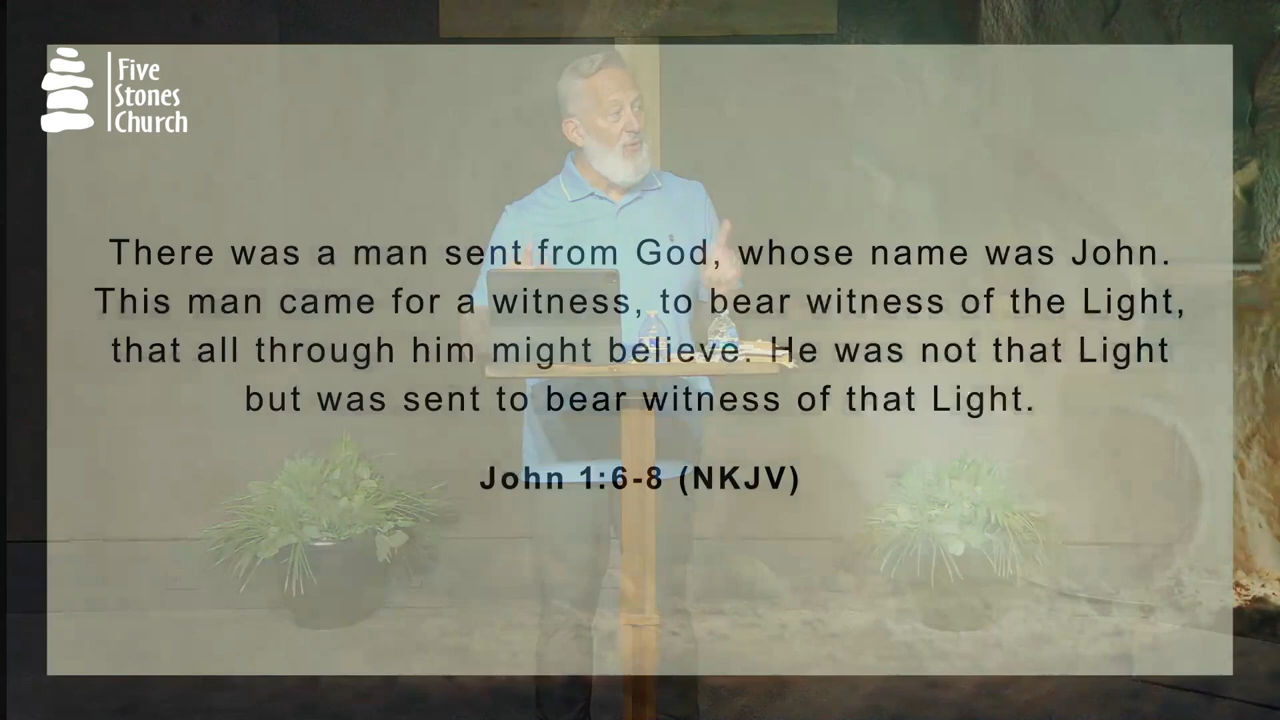 Five
Stones
Church
There was a man sent from God, whose name was John.
This man came for a witness, to bear witness of the Light,
that all through him might believe. He was not that Light
but was sent to bear witness of that Light.
John 1:6-8 (NKJV)